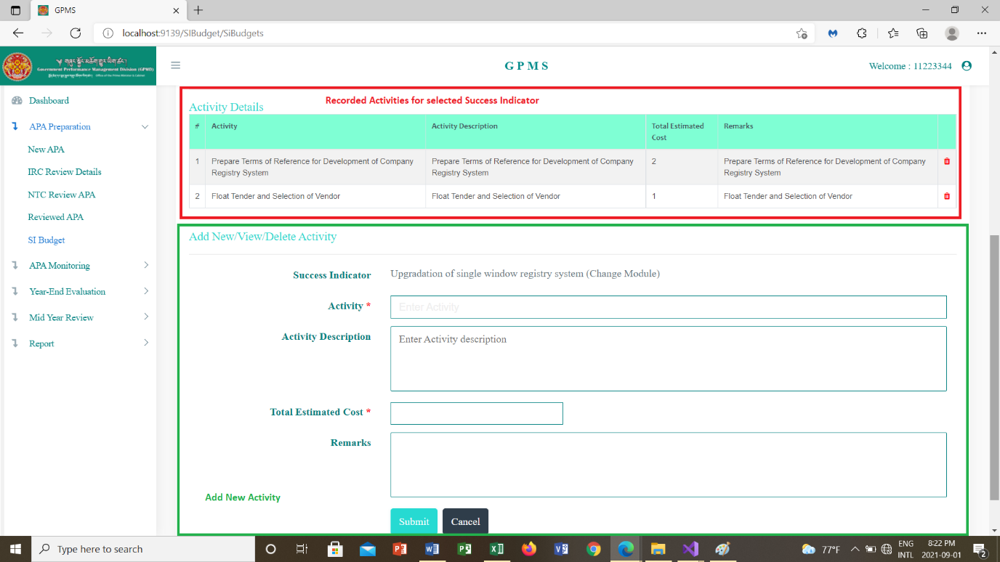 GPMS
localhost:9139/SIBudget/SiBudgets
Government Performance Management Division (GPMD)
Office of the Prime Minister & Cabinet
G P M S
Welcome : 11223344
Dashboard
APA Preparation
New APA
IRC Review Details
NTC Review APA
Reviewed APA
SI Budget
APA Monitoring
Year-End Evaluation
Mid Year Review
Report
Recorded Activities for selected Success Indicator
Activity Details
# Activity Activity Description Total Estimated Remarks
Cost
1 Prepare Terms of Reference for Development of Company Prepare Terms of Reference for Development of Company 2 Prepare Terms of Reference for Development of Company
Registry System Registry System Registry System
2 Float Tender and Selection of Vendor Float Tender and Selection of Vendor 1 Float Tender and Selection of Vendor
Add New/View/Delete Activity
Success Indicator Upgradation of single window registry system (Change Module)
Activity * Enter Activity
Activity Description Enter Activity description
Total Estimated Cost *
Remarks
Add New Activity
Submit Cancel
Type here to search
77°F
ENG
INTL
8:22 PM
2021-09-01
2